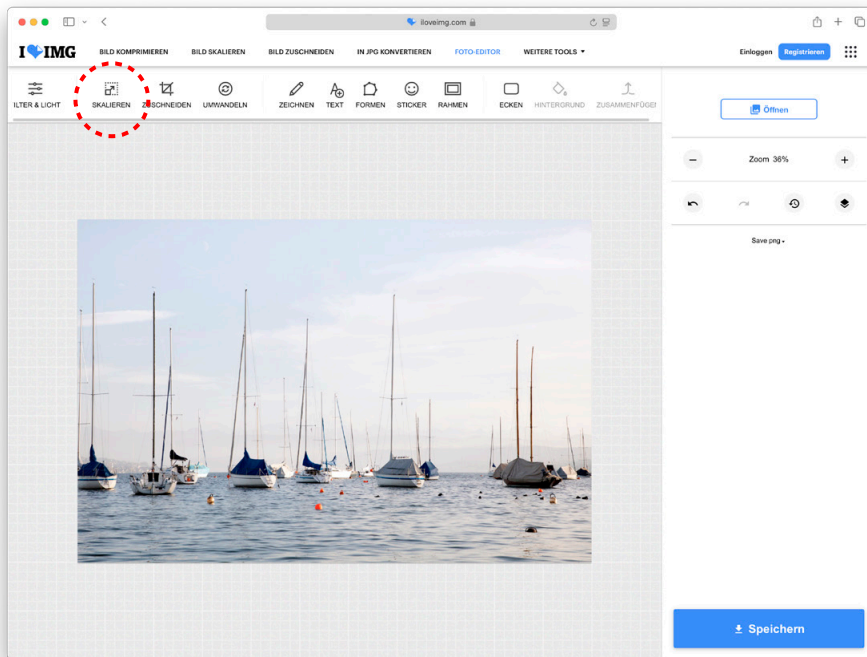 iloveimg.com
I IMG
BILD KOMPRIMIEREN BILD SKALIEREN BILD ZUSCHNEIDEN IN JPG KONVERTIEREN FOTO-EDITOR WEITERE TOOLS Einloggen Registrieren
ILTER & LICHT SKALIEREN ZUSCHNEIDEN UMWANDELN ZEICHNEN TEXT FORMEN STICKER RAHMEN ECKEN HINTERGRUND ZUSAMMENFÜGEN
Öffnen
Zoom 36%
Save png
Speichern